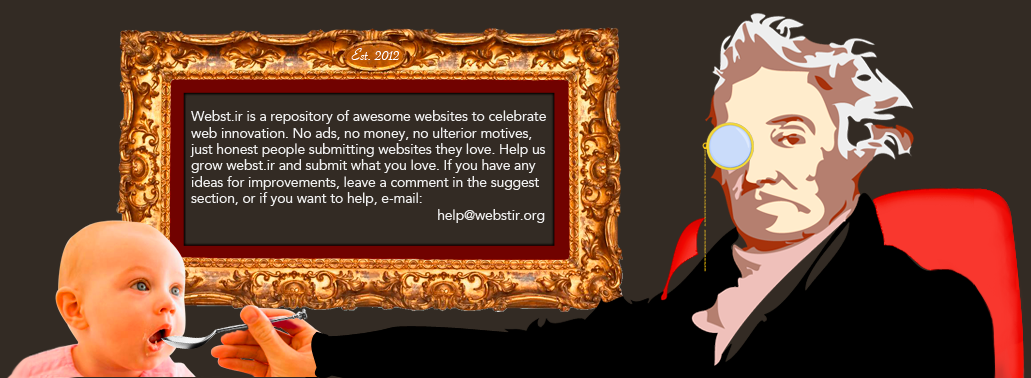 Est. 2012
Webst.ir is a repository of awesome websites to celebrate
web innovation. No ads, no money, no ulterior motives,
just honest people submitting websites they love. Help us
grow webst.ir and submit what you love. If you have any
ideas for improvements, leave a comment in the suggest
section, or if you want to help, e-mail:
help@webstir.org